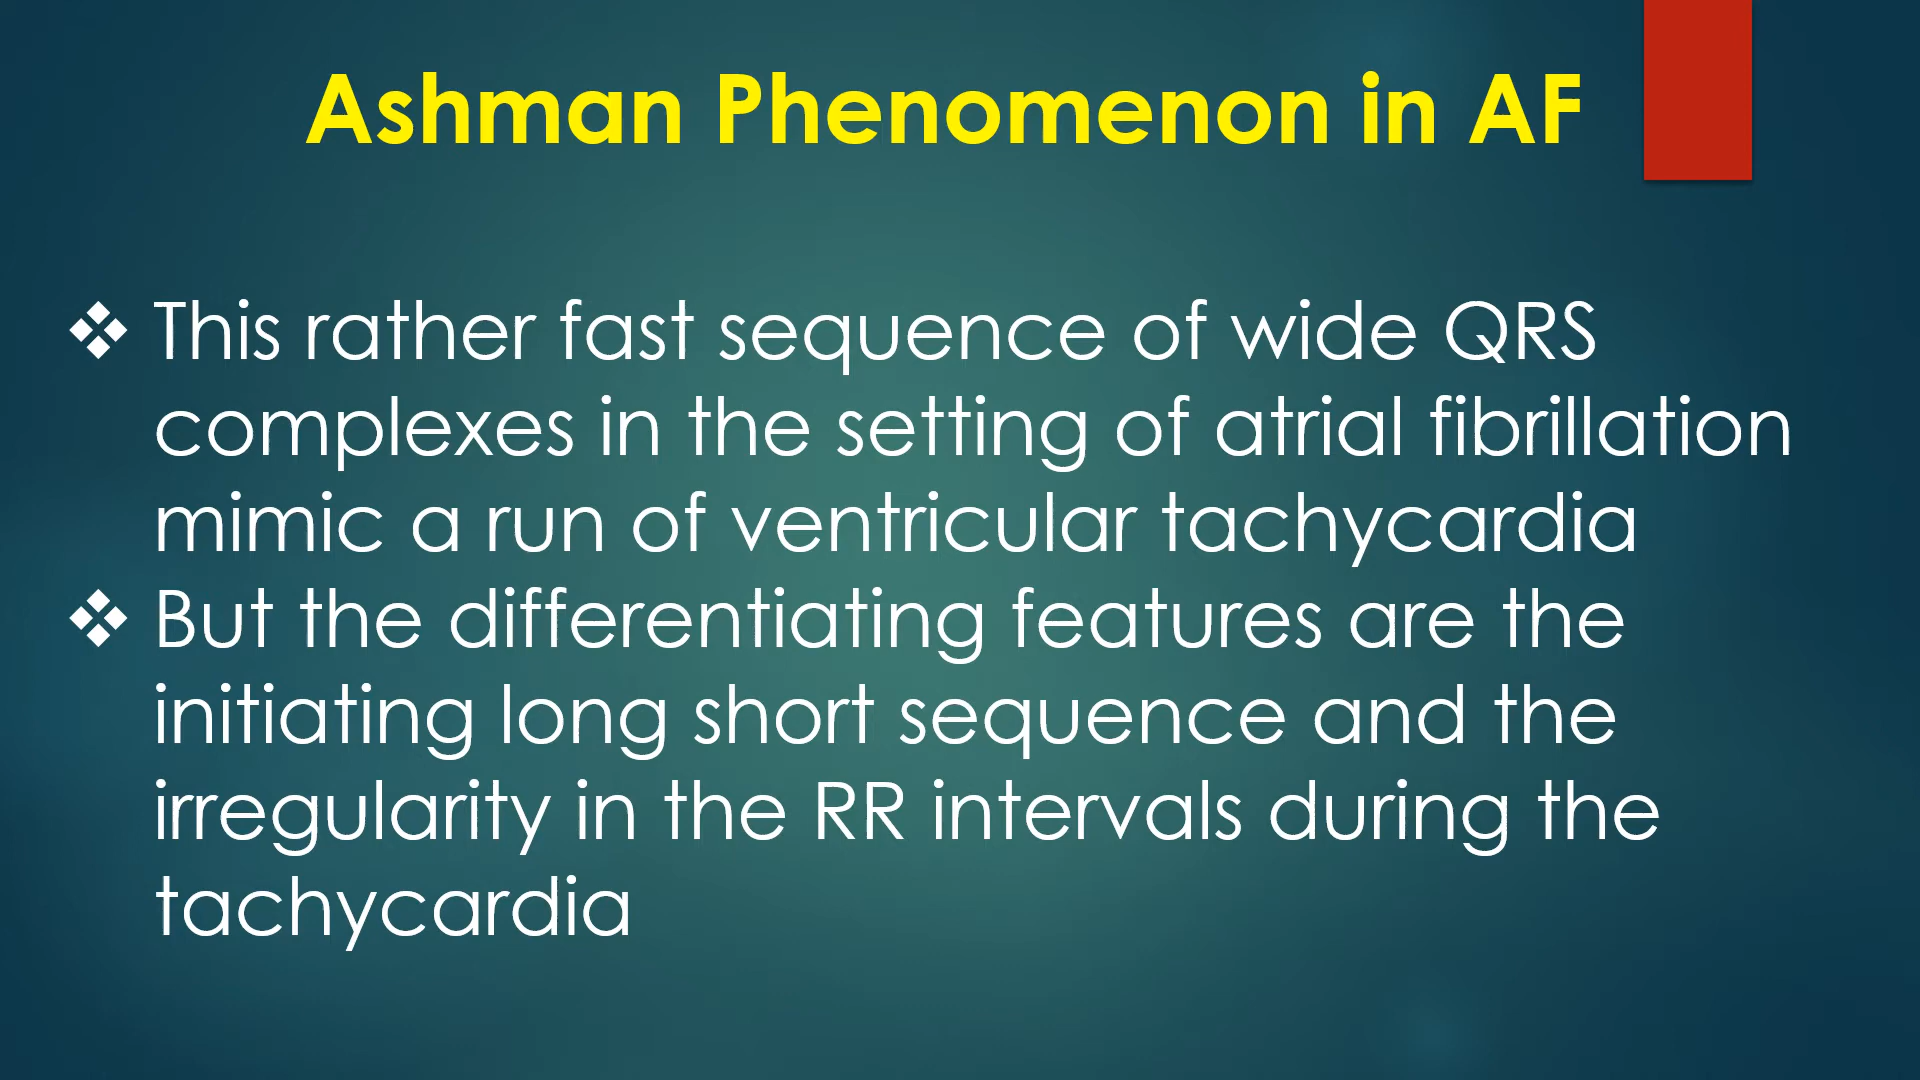 Ashman Phenomenon in AF
❖ This rather fast sequence of wide QRS
complexes in the setting of atrial fibrillation
mimic a run of ventricular tachycardia
❖ But the differentiating features are the
initiating long short sequence and the
irregularity in the RR intervals during the
tachycardia